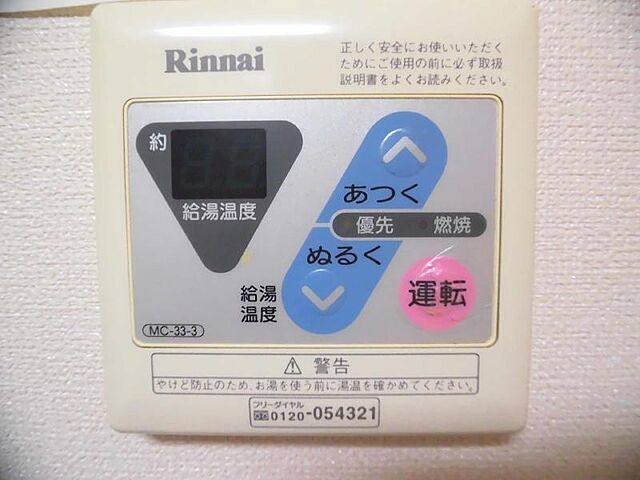 Rinnai
正しく安全にお使いいただく
ためにご使用の前に必ず取扱
説明書をよくお読みください。
約
給湯温度
あつく
優先 燃焼
ぬるく
給湯
温度
運転
MC-33-3
⚠ 警告
やけど防止のため、お湯を使う前に湯温を確かめてください。
フリーダイヤル
0120-054321